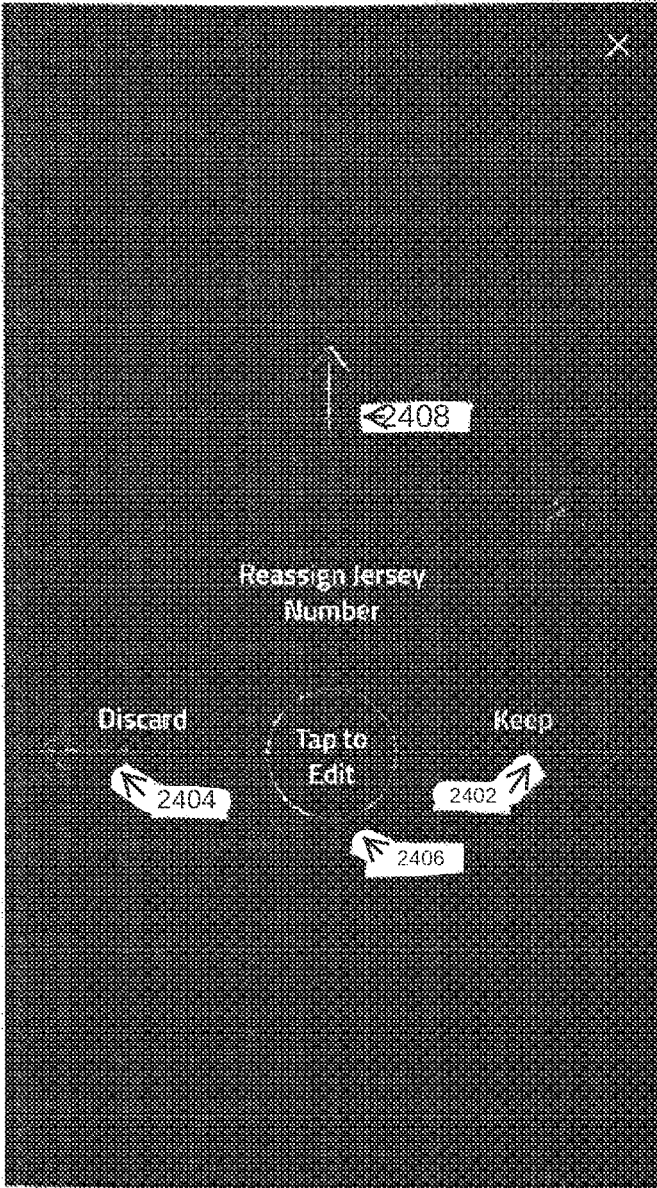 2408
Reassign Jersey
Number
Discard
Tap to
Edit
Keep
2404
2402
2406